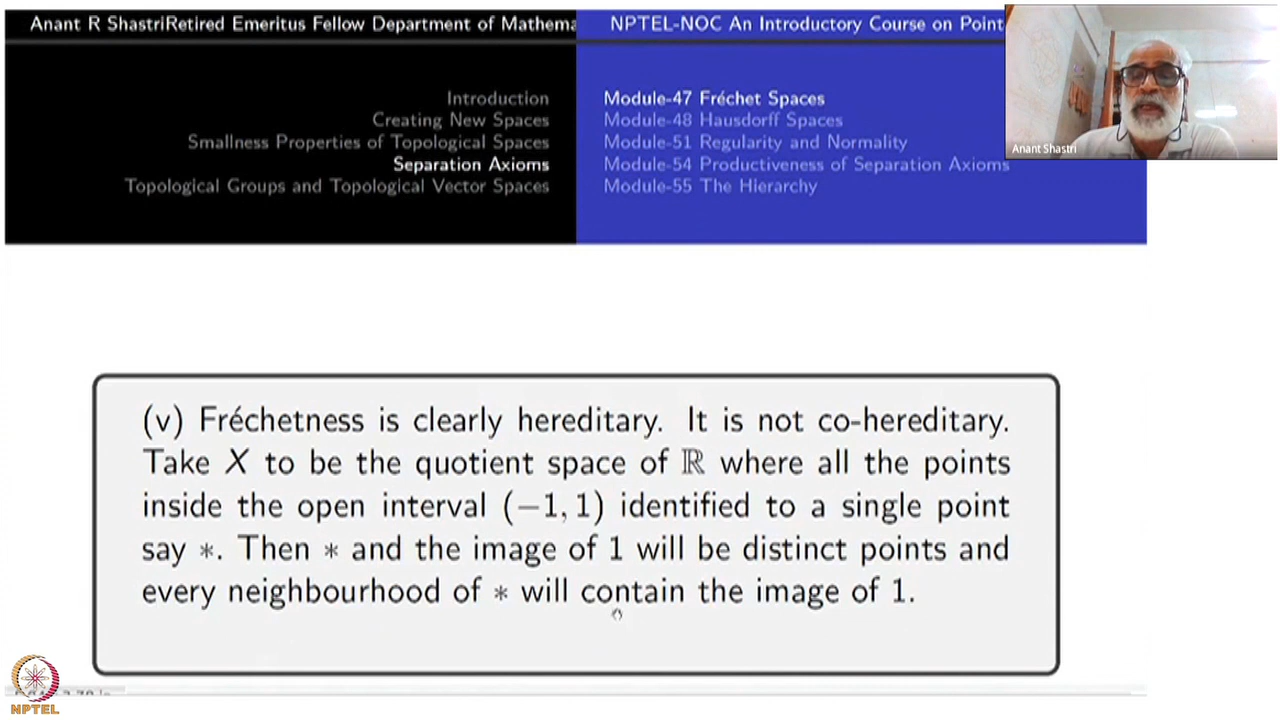 Anant R ShastriRetired Emeritus Fellow Department of Mathema
NPTEL-NOC An Introductory Course on Point
Introduction
Creating New Spaces
Smallness Properties of Topological Spaces
Separation Axioms
Topological Groups and Topological Vector Spaces
Module-47 Fréchet Spaces
Module-48 Hausdorff Spaces
Module-51 Regularity and Normality
Module-54 Productiveness of Separation Axioms
Module-55 The Hierarchy
Anant Shastri
(v) Fréchetness is clearly hereditary. It is not co-hereditary.
Take X to be the quotient space of ℝ where all the points
inside the open interval (−1, 1) identified to a single point
say ∗. Then ∗ and the image of 1 will be distinct points and
every neighbourhood of ∗ will contain the image of 1.
NPTEL